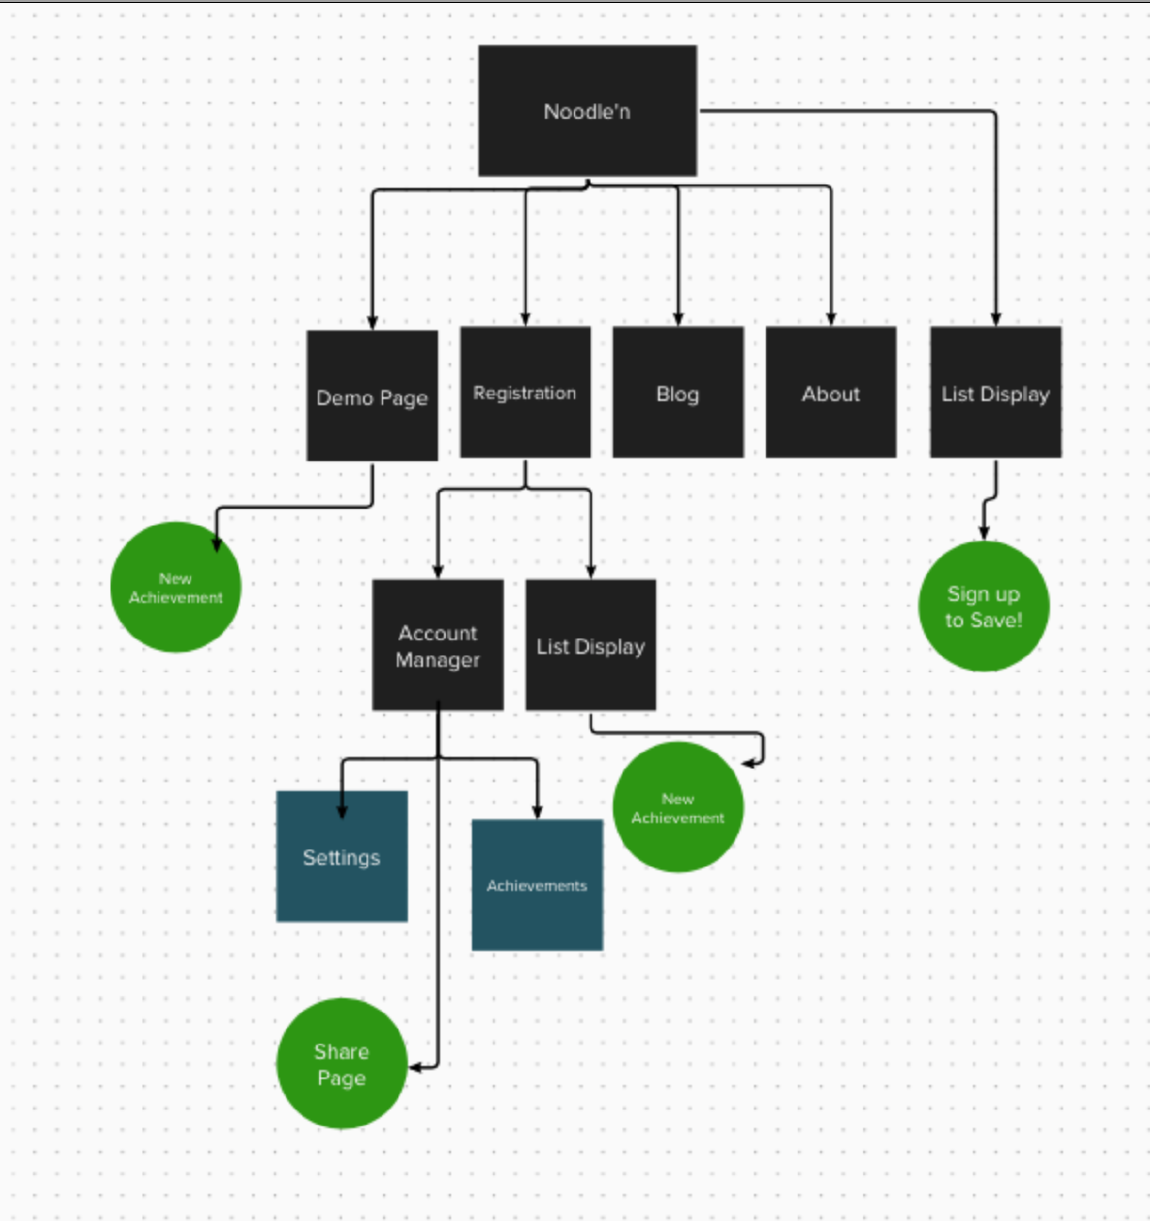 Noodle'n
Demo Page
Registration
Blog
About
List Display
New
Achievement
Sign up
to Save!
Account
Manager
List Display
New
Achievement
Settings
Achievements
Share
Page